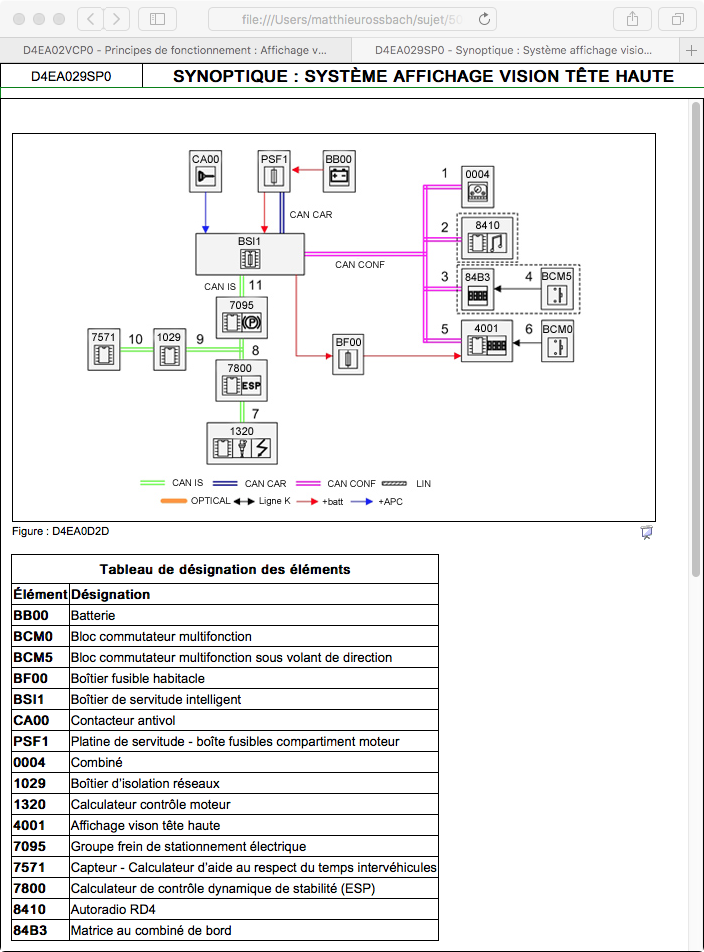 file:///Users/matthieurossbach/sujet/50
D4EA02VCP0 - Principes de fonctionnement : Affichage v...
D4EA029SP0 - Synoptique : Système affichage visio...
D4EA029SP0
SYNOPTIQUE : SYSTÈME AFFICHAGE VISION TÊTE HAUTE
CA00
PSF1
BB00
1
0004
CAN CAR
2
8410
BSI1
CAN CONF
3
84B3
4
BCM5
CAN IS
11
7095
7571
10
1029
9
8
BF00
5
4001
6
BCM0
7800
ESP
7
1320
CAN IS
CAN CAR
CAN CONF
LIN
OPTICAL
Ligne K
+batt
+APC
Figure : D4EA0D2D
Tableau de désignation des éléments
Élément Désignation
BB00 Batterie
BCM0 Bloc commutateur multifonction
BCM5 Bloc commutateur multifonction sous volant de direction
BF00 Boîtier fusible habitacle
BSI1 Boîtier de servitude intelligent
CA00 Contacteur antivol
PSF1 Platine de servitude - boîte fusibles compartiment moteur
0004 Combiné
1029 Boîtier d'isolation réseaux
1320 Calculateur contrôle moteur
4001 Affichage vison tête haute
7095 Groupe frein de stationnement électrique
7571 Capteur - Calculateur d'aide au respect du temps intervéhicules
7800 Calculateur de contrôle dynamique de stabilité (ESP)
8410 Autoradio RD4
84B3 Matrice au combiné de bord